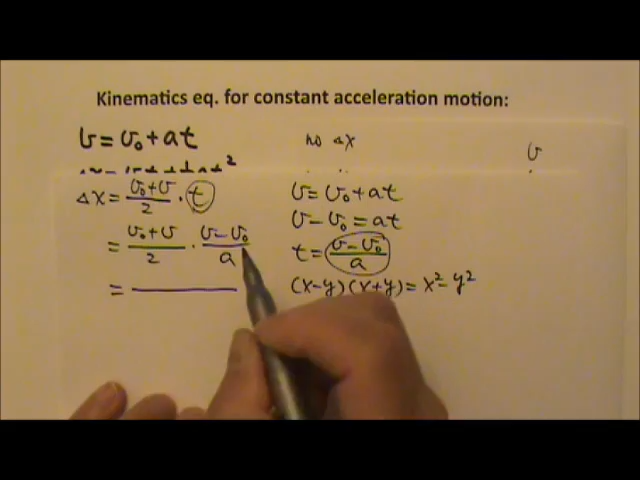 Kinematics eq. for constant acceleration motion:
v = v₀ + at
no Δx
v
Δx = (v₀+v)/2 · t
= (v₀+v)/2 · (v−v₀)/a
=
v = v₀ + at
v − v₀ = at
t = (v−v₀)/a
(x−y)(x+y) = x² − y²